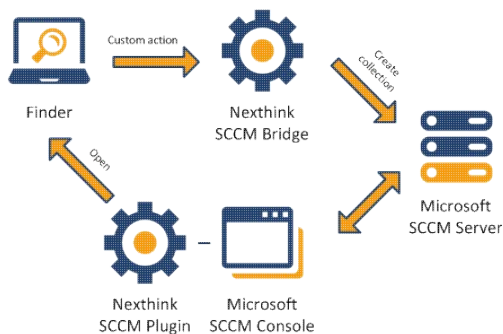 Custom action
Create
collection
Finder
Nexthink
SCCM Bridge
Open
Microsoft
SCCM Server
Nexthink
SCCM Plugin
Microsoft
SCCM Console